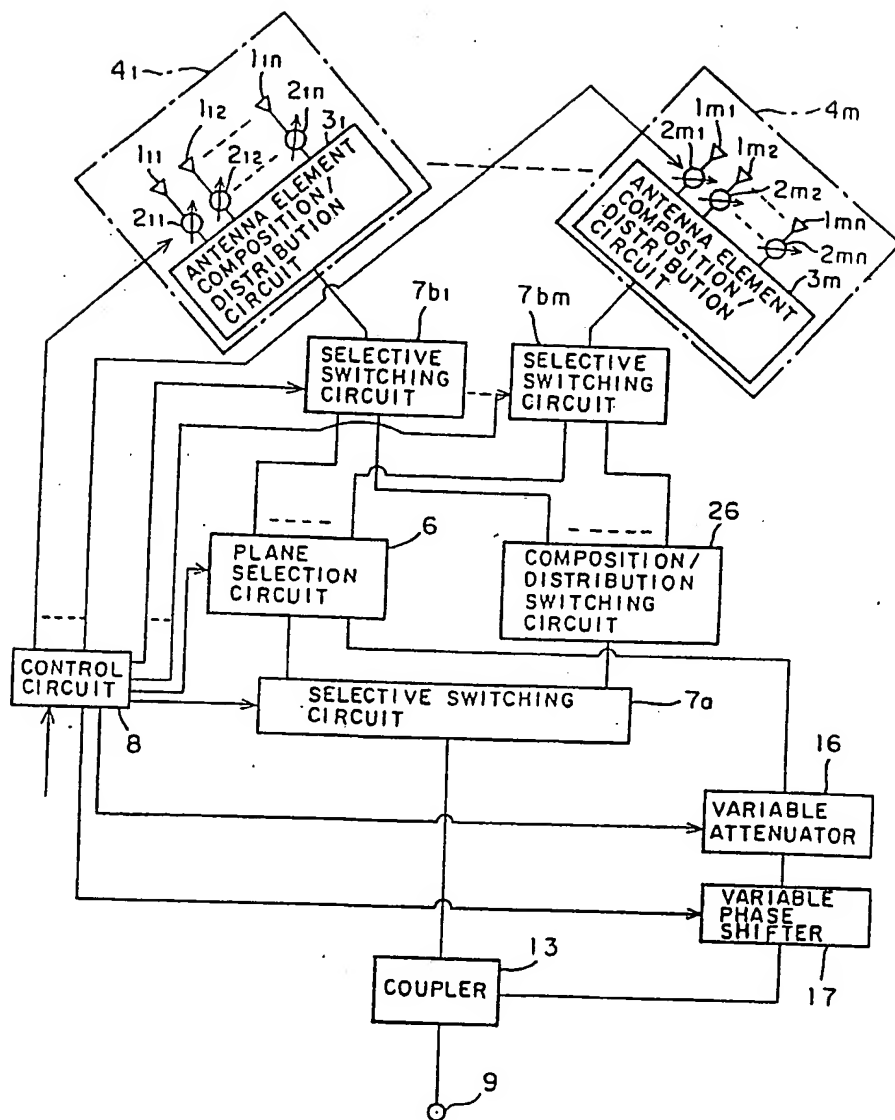 4₁
1₁ₙ
2₁ₙ
1₁₂
3₁
1₁₁
2₁₂
2₁₁
ANTENNA ELEMENT
COMPOSITION/
DISTRIBUTION
CIRCUIT
4m
1m₁
2m₁
1m₂
2m₂
1mn
2mn
3m
ANTENNA ELEMENT
COMPOSITION/
DISTRIBUTION
CIRCUIT
7b₁
SELECTIVE
SWITCHING
CIRCUIT
7bm
SELECTIVE
SWITCHING
CIRCUIT
6
PLANE
SELECTION
CIRCUIT
26
COMPOSITION/
DISTRIBUTION
SWITCHING
CIRCUIT
CONTROL
CIRCUIT
8
SELECTIVE SWITCHING
CIRCUIT
7a
16
VARIABLE
ATTENUATOR
VARIABLE
PHASE
SHIFTER
17
13
COUPLER
9